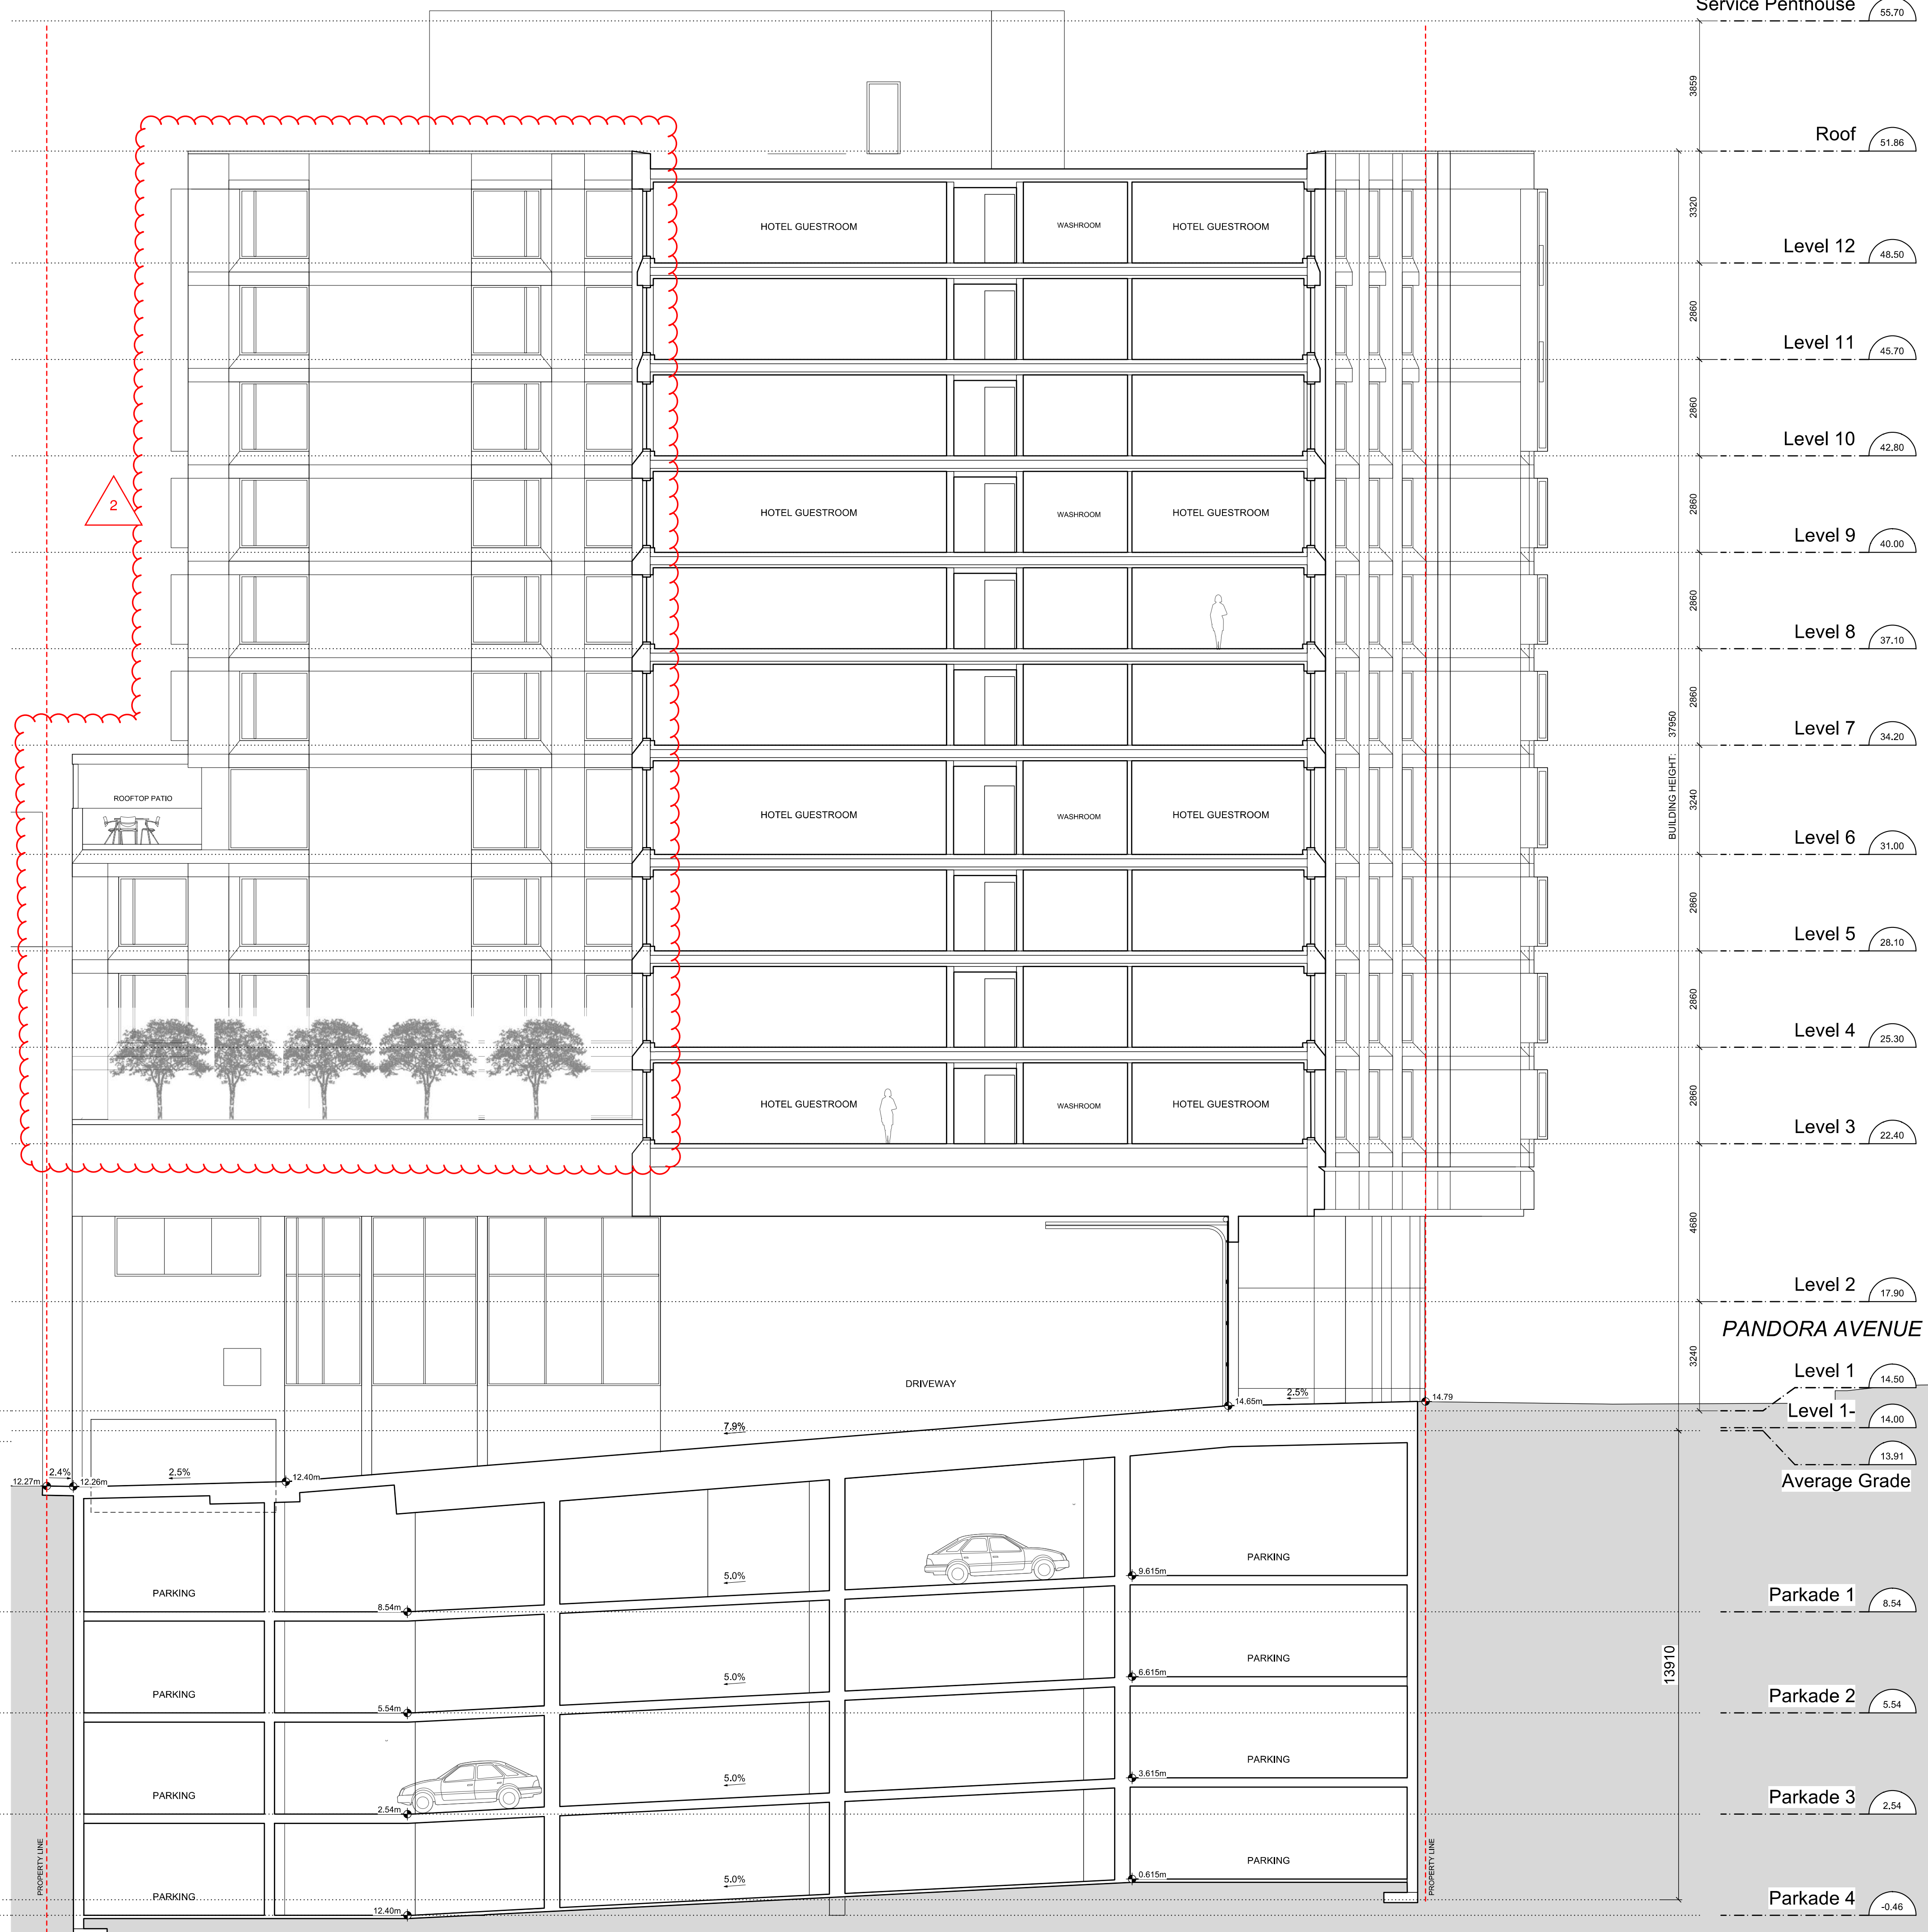 Service Penthouse 55.70
3859
Roof 51.86
3320
HOTEL GUESTROOM WASHROOM HOTEL GUESTROOM
Level 12 48.50
2860
Level 11 45.70
2860
Level 10 42.80
2
HOTEL GUESTROOM WASHROOM HOTEL GUESTROOM
2860
Level 9 40.00
2860
Level 8 37.10
2860
Level 7 34.20
BUILDING HEIGHT: 37950
ROOFTOP PATIO
HOTEL GUESTROOM WASHROOM HOTEL GUESTROOM
3240
Level 6 31.00
2860
Level 5 28.10
2860
Level 4 25.30
HOTEL GUESTROOM WASHROOM HOTEL GUESTROOM
2860
Level 3 22.40
4680
Level 2 17.90
PANDORA AVENUE
3240
Level 1 14.50
DRIVEWAY
2.5%
14.65m
14.79
Level 1- 14.00
7.9%
13.91
Average Grade
12.27m 2.4% 12.26m 2.5% 12.40m
PARKING 5.0% 9.615m PARKING
8.54m
Parkade 1 8.54
13910
PARKING 5.0% 6.615m PARKING
5.54m
Parkade 2 5.54
PARKING 5.0% 3.615m PARKING
2.54m
Parkade 3 2.54
PROPERTY LINE
PARKING 5.0% 0.615m PARKING
PROPERTY LINE
12.40m
Parkade 4 -0.46